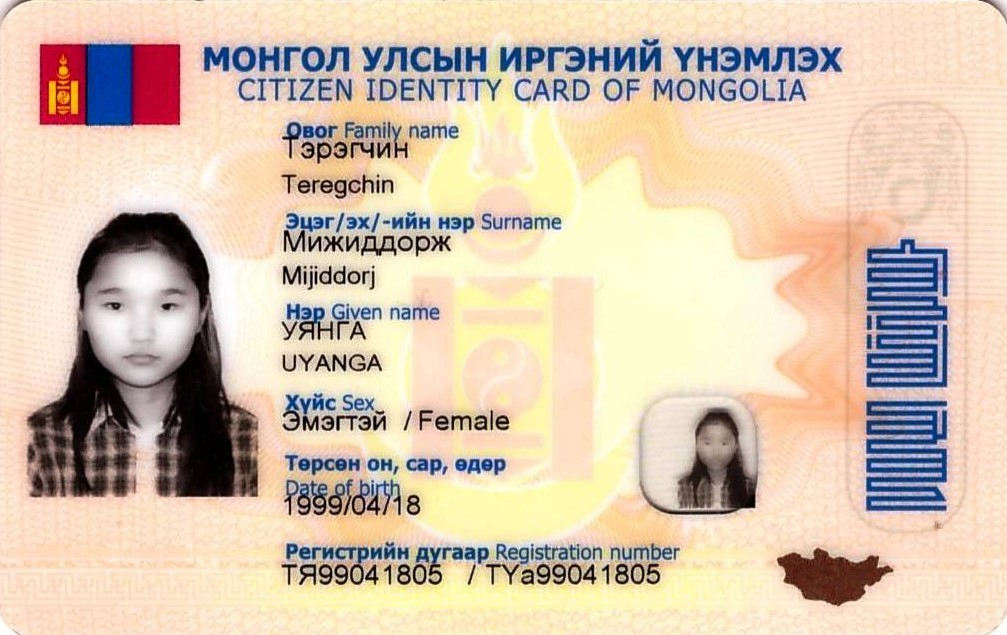 МОНГОЛ УЛСЫН ИРГЭНИЙ ҮНЭМЛЭХ
CITIZEN IDENTITY CARD OF MONGOLIA
Овог Family name
Тэрэгчин
Teregchin
Эцэг/эх/-ийн нэр Surname
Мижиддорж
Mijiddorj
Нэр Given name
УЯНГА
UYANGA
Хүйс Sex
Эмэгтэй / Female
Төрсөн он, сар, өдөр
Date of birth
1999/04/18
Регистрийн дугаар Registration number
ТЯ99041805 / TYa99041805